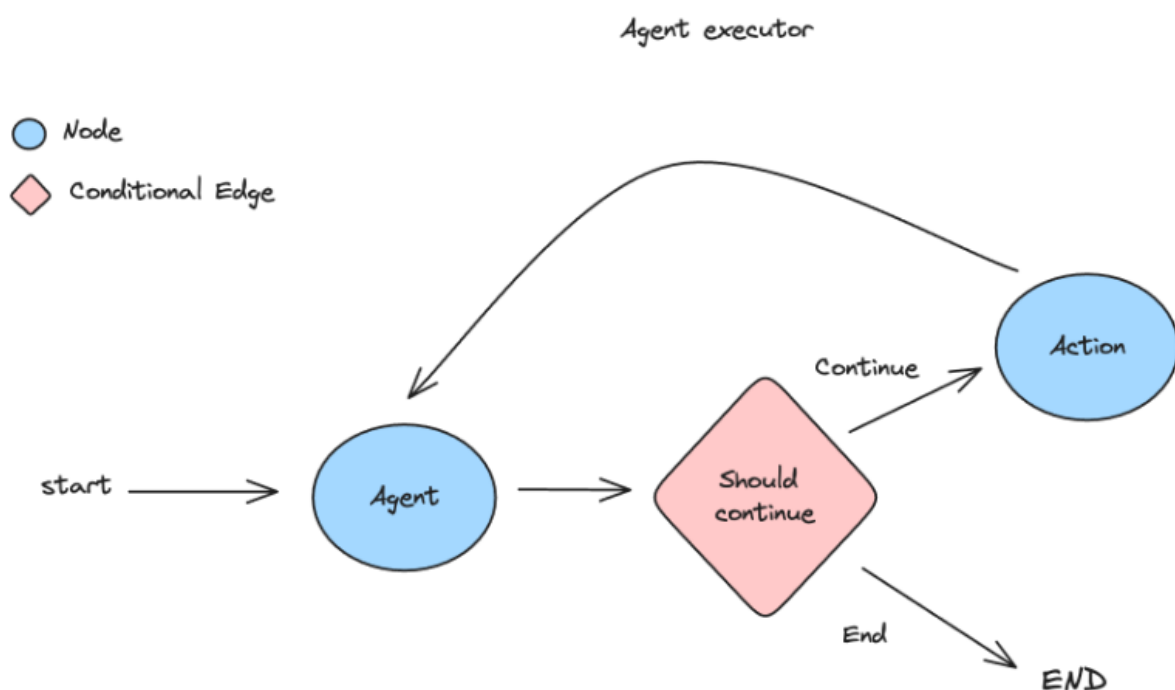 Agent executor
Node
Conditional Edge
Action
Continue
start
Agent
Should
continue
End
END